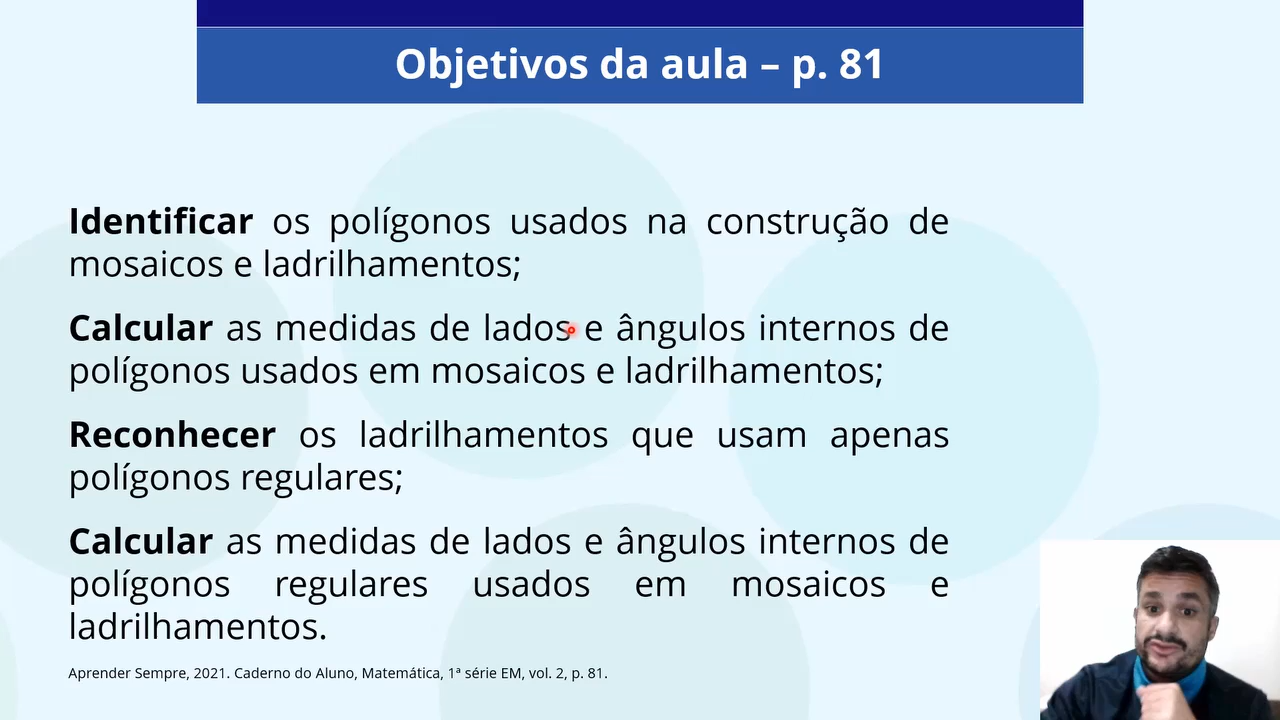 Objetivos da aula – p. 81
Identificar os polígonos usados na construção de
mosaicos e ladrilhamentos;
Calcular as medidas de lados e ângulos internos de
polígonos usados em mosaicos e ladrilhamentos;
Reconhecer os ladrilhamentos que usam apenas
polígonos regulares;
Calcular as medidas de lados e ângulos internos de
polígonos regulares usados em mosaicos e
ladrilhamentos.
Aprender Sempre, 2021. Caderno do Aluno, Matemática, 1ª série EM, vol. 2, p. 81.